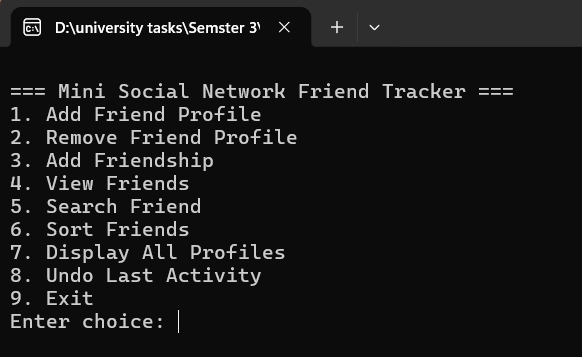 D:\university tasks\Semster 3\
=== Mini Social Network Friend Tracker ===
1. Add Friend Profile
2. Remove Friend Profile
3. Add Friendship
4. View Friends
5. Search Friend
6. Sort Friends
7. Display All Profiles
8. Undo Last Activity
9. Exit
Enter choice: